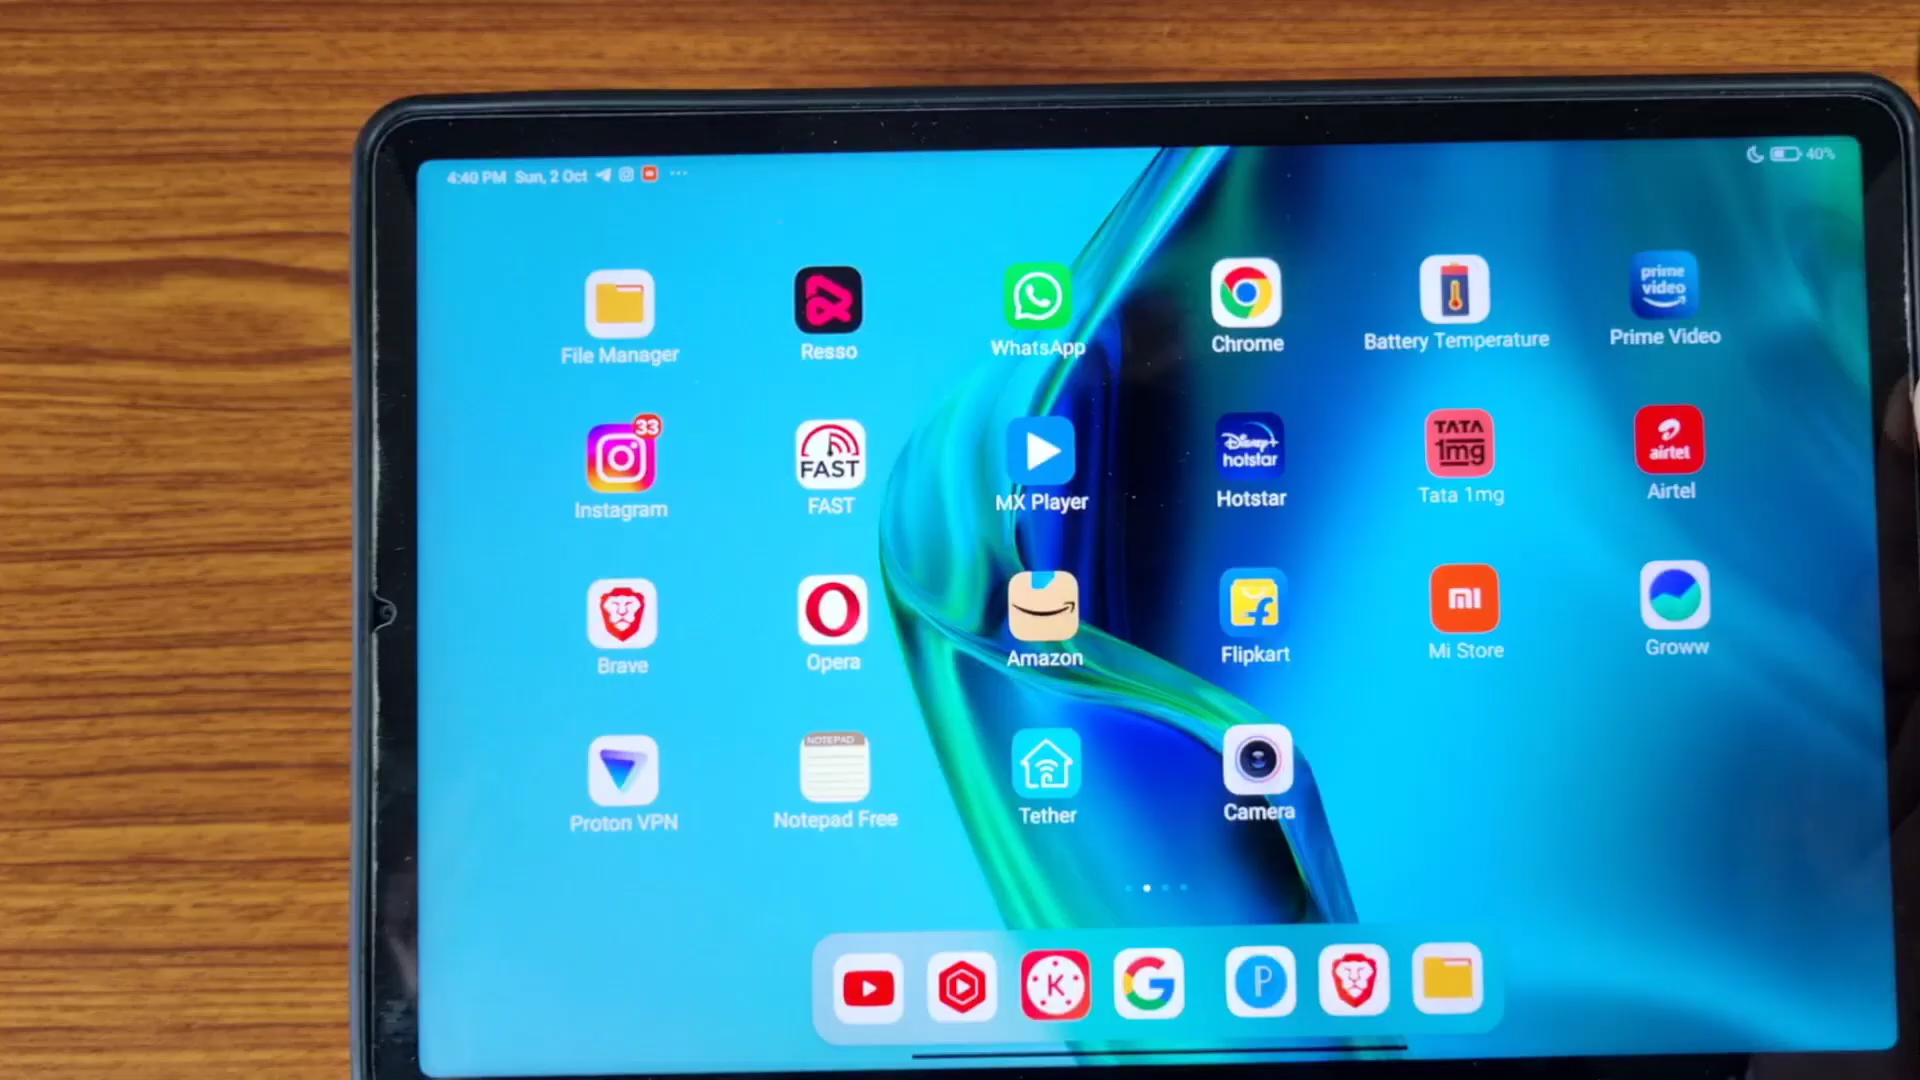 4:40 PM Sun, 2 Oct
40%
File Manager
Resso
WhatsApp
Chrome
Battery Temperature
prime
video
Prime Video
33
Instagram
FAST
FAST
MX Player
Disney+
hotstar
Hotstar
TATA
1mg
Tata 1mg
airtel
Airtel
Brave
Opera
Amazon
Flipkart
mi
Mi Store
Groww
Proton VPN
NOTEPAD
Notepad Free
Tether
Camera
K
G
P